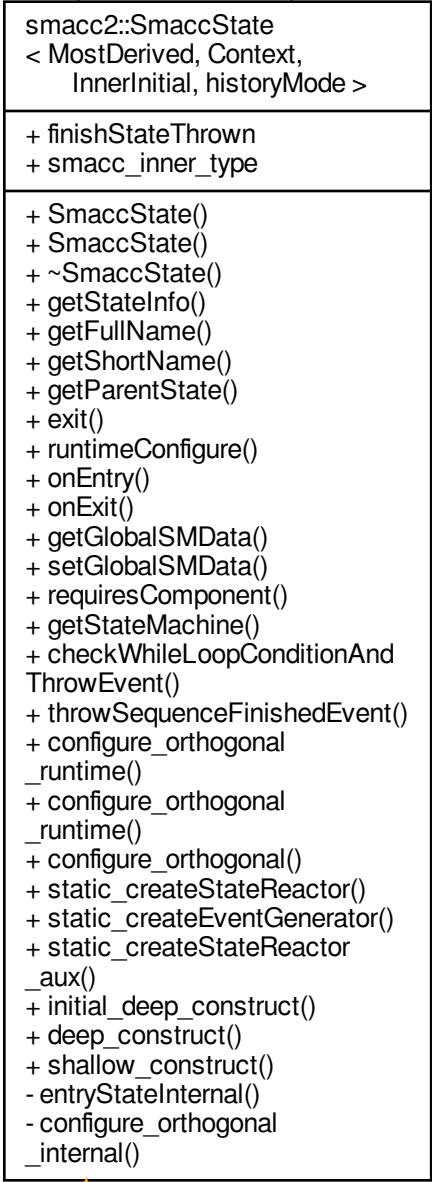 smacc2::SmaccState
< MostDerived, Context,
InnerInitial, historyMode >
+ finishStateThrown
+ smacc_inner_type
+ SmaccState()
+ SmaccState()
+ ~SmaccState()
+ getStateInfo()
+ getFullName()
+ getShortName()
+ getParentState()
+ exit()
+ runtimeConfigure()
+ onEntry()
+ onExit()
+ getGlobalSMData()
+ setGlobalSMData()
+ requiresComponent()
+ getStateMachine()
+ checkWhileLoopConditionAnd
ThrowEvent()
+ throwSequenceFinishedEvent()
+ configure_orthogonal
_runtime()
+ configure_orthogonal
_runtime()
+ configure_orthogonal()
+ static_createStateReactor()
+ static_createEventGenerator()
+ static_createStateReactor
_aux()
+ initial_deep_construct()
+ deep_construct()
+ shallow_construct()
- entryStateInternal()
- configure_orthogonal
_internal()